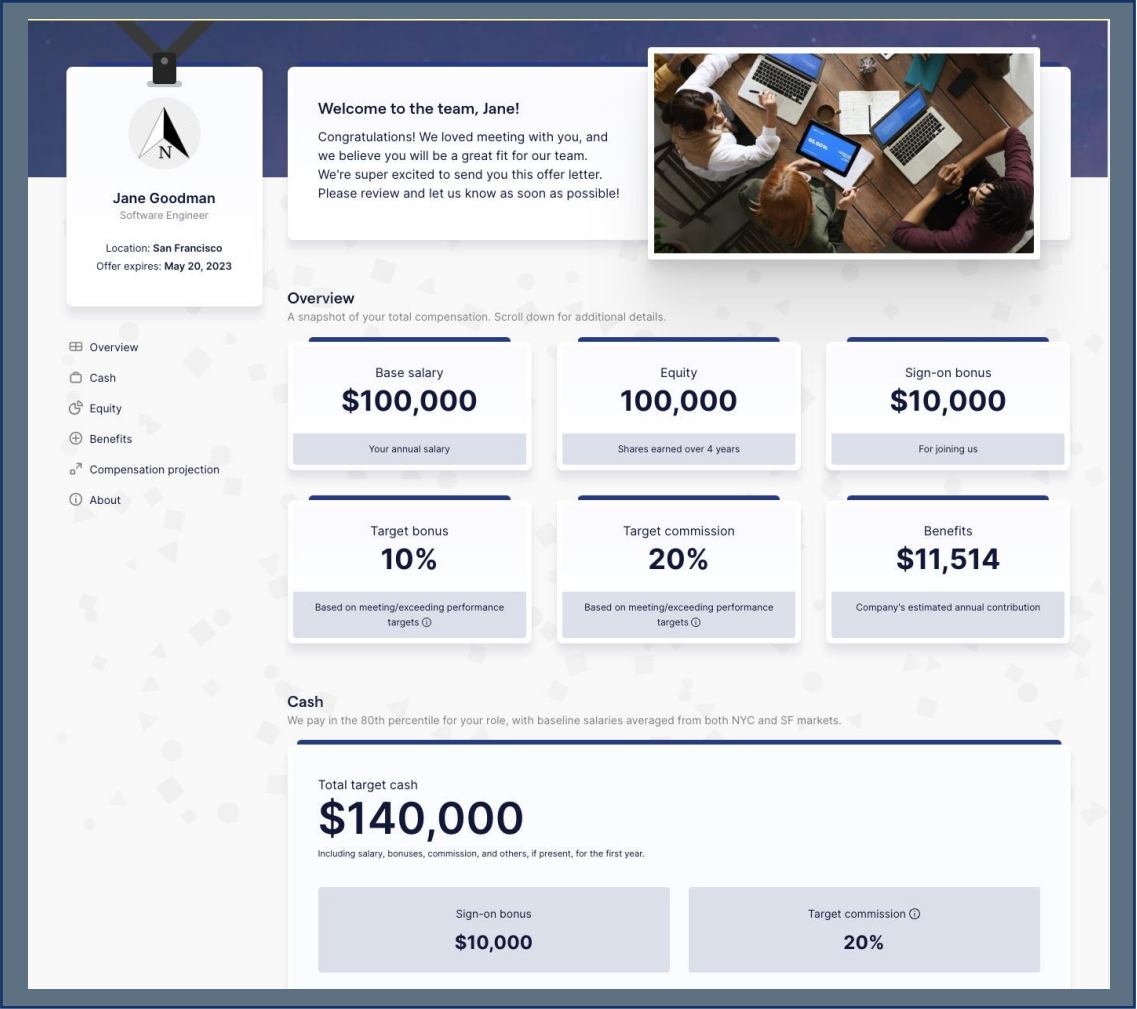 N
Jane Goodman
Software Engineer
Location: San Francisco
Offer expires: May 20, 2023
Overview
Cash
Equity
Benefits
Compensation projection
About
Welcome to the team, Jane!
Congratulations! We loved meeting with you, and
we believe you will be a great fit for our team.
We're super excited to send you this offer letter.
Please review and let us know as soon as possible!
Overview
A snapshot of your total compensation. Scroll down for additional details.
Base salary
$100,000
Your annual salary
Equity
100,000
Shares earned over 4 years
Sign-on bonus
$10,000
For joining us
Target bonus
10%
Based on meeting/exceeding performance
targets
Target commission
20%
Based on meeting/exceeding performance
targets
Benefits
$11,514
Company's estimated annual contribution
Cash
We pay in the 80th percentile for your role, with baseline salaries averaged from both NYC and SF markets.
Total target cash
$140,000
Including salary, bonuses, commission, and others, if present, for the first year.
Sign-on bonus
$10,000
Target commission
20%